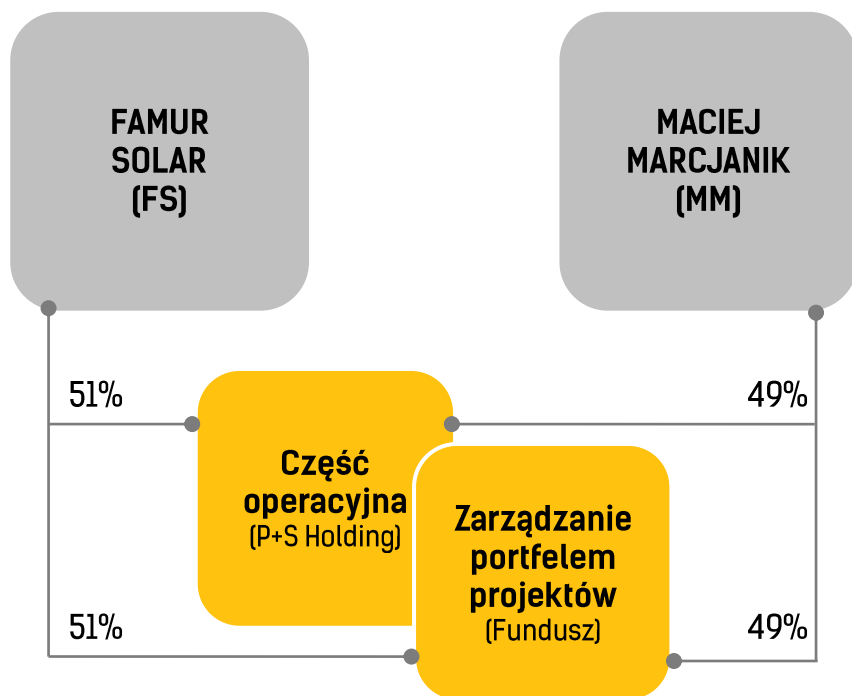 FAMUR
SOLAR
(FS)
MACIEJ
MARCJANIK
(MM)
51%
49%
Część
operacyjna
(P+S Holding)
Zarządzanie
portfelem
projektów
(Fundusz)
51%
49%